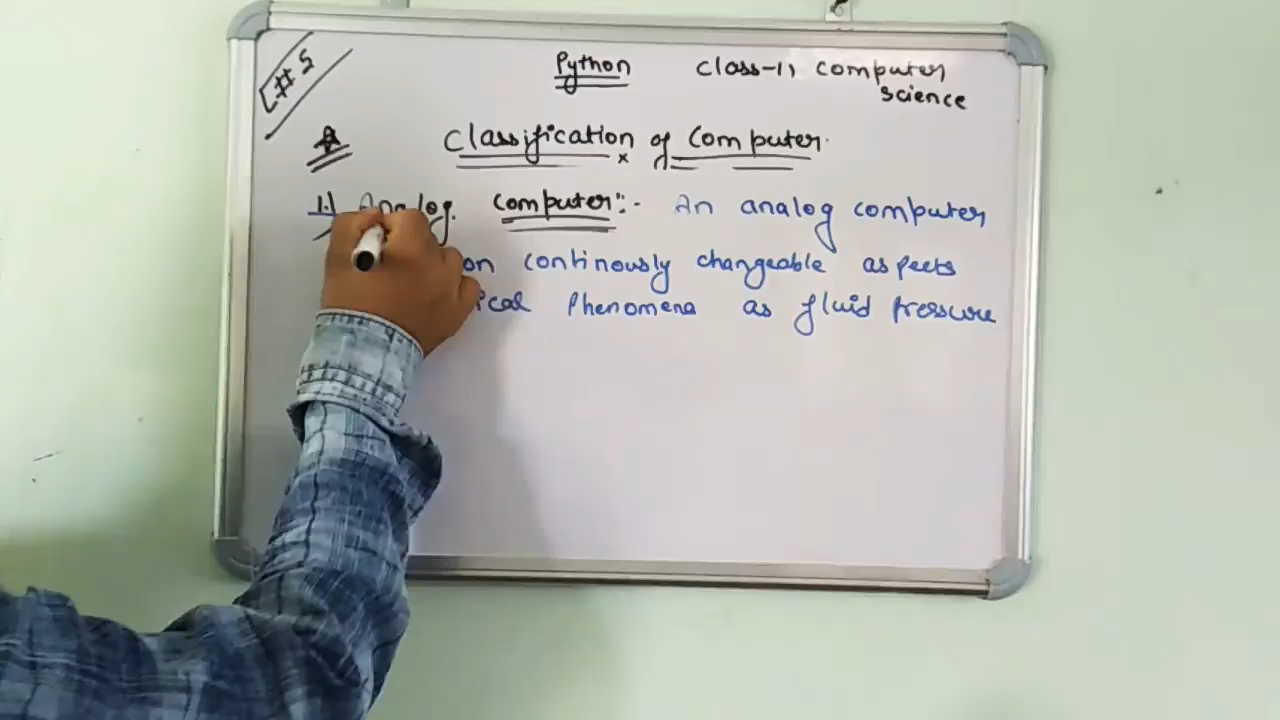 #5
Python Class-11 Computer
science
Classification of Computer
1.) Analog Computer:- An analog computer
on continously changeable aspects
Phenomena as fluid Pressure